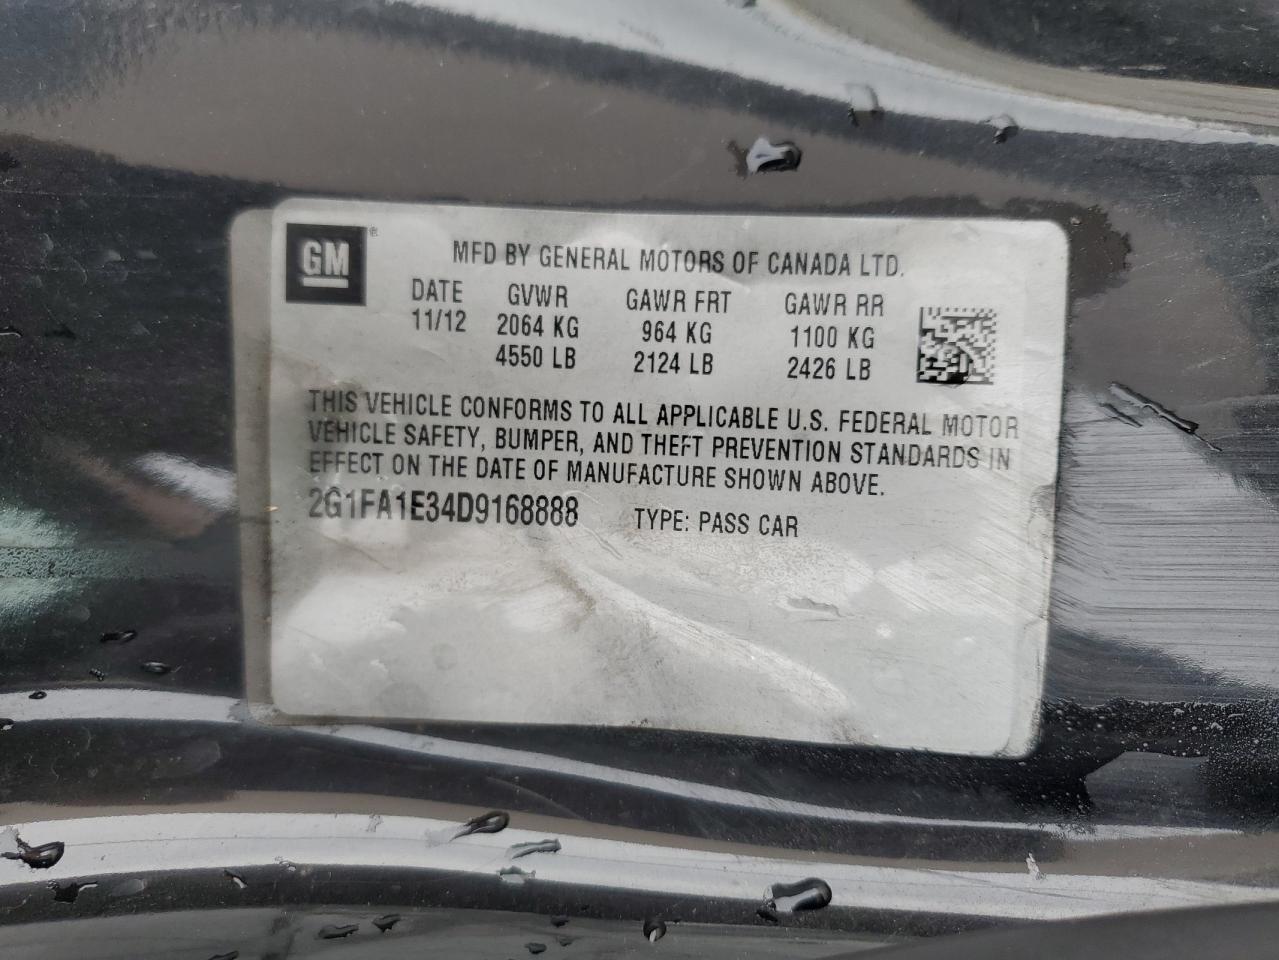 GM®
MFD BY GENERAL MOTORS OF CANADA LTD.
DATE GVWR GAWR FRT GAWR RR
11/12 2064 KG 964 KG 1100 KG
4550 LB 2124 LB 2426 LB
THIS VEHICLE CONFORMS TO ALL APPLICABLE U.S. FEDERAL MOTOR
VEHICLE SAFETY, BUMPER, AND THEFT PREVENTION STANDARDS IN
EFFECT ON THE DATE OF MANUFACTURE SHOWN ABOVE.
2G1FA1E34D9168888 TYPE: PASS CAR